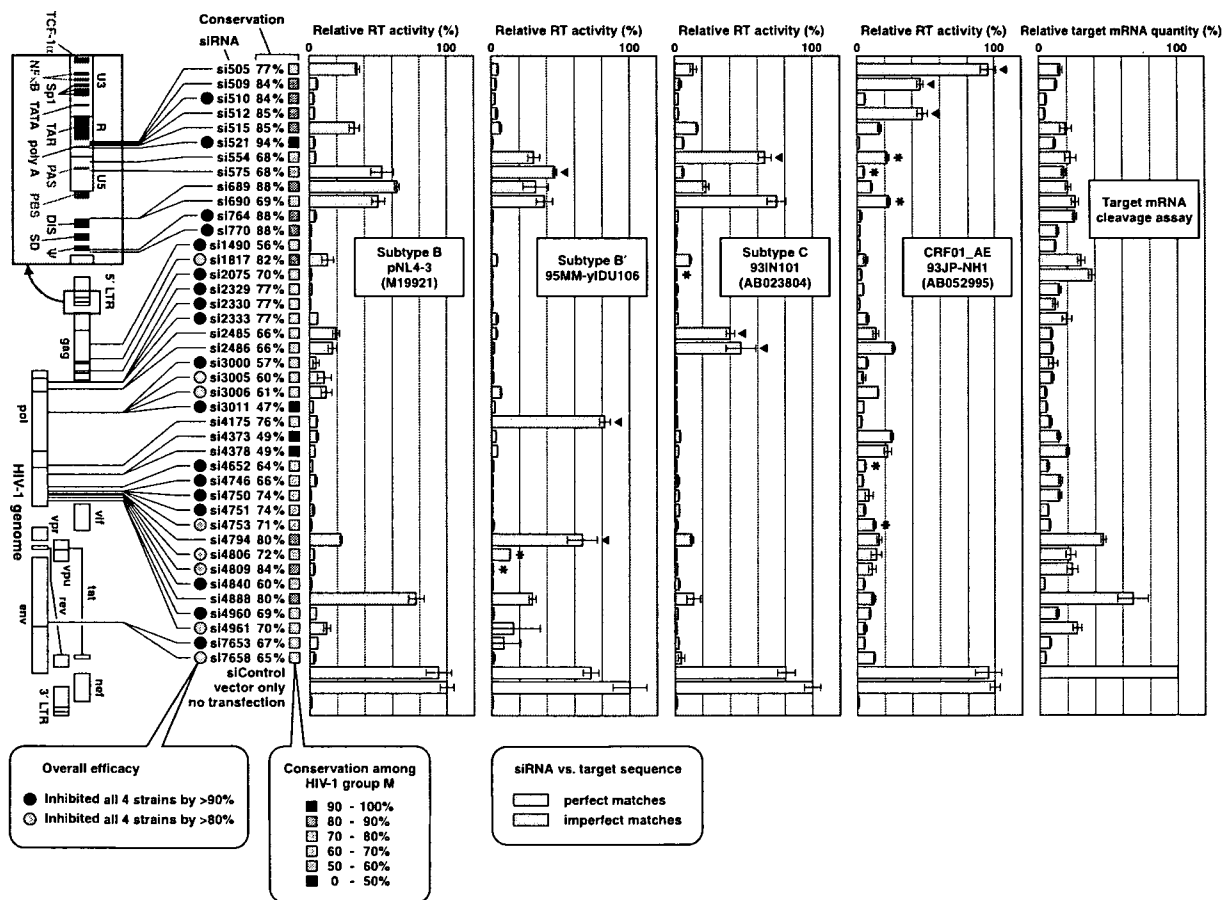 Conservation
siRNA
Relative RT activity (%)
0 100
Relative RT activity (%)
0 100
Relative RT activity (%)
0 100
Relative RT activity (%)
0 100
Relative target mRNA quantity (%)
0 100
si505 77%
si509 84%
si510 84%
si512 85%
si515 85%
si521 94%
si554 68%
si575 68%
si689 88%
si690 69%
si764 88%
si770 88%
si1490 56%
si1817 82%
si2075 70%
si2329 77%
si2330 77%
si2333 77%
si2485 66%
si2486 66%
si3000 57%
si3005 60%
si3006 61%
si3011 47%
si4175 76%
si4373 49%
si4378 49%
si4652 64%
si4746 66%
si4750 74%
si4751 74%
si4753 71%
si4794 80%
si4806 72%
si4809 84%
si4840 60%
si4888 80%
si4960 69%
si4961 70%
si7653 67%
si7658 65%
siControl
vector only
no transfection
Subtype B
pNL4-3
(M19921)
Subtype B'
95MM-yIDU106
Subtype C
93IN101
(AB023804)
CRF01_AE
93JP-NH1
(AB052995)
Target mRNA
cleavage assay
TCF-1α
NFκB
Sp1
TATA
TAR
poly A
PAS
PBS
DIS
SD
Ψ
U3
R
U5
5' LTR
gag
pol
HIV-1 genome
vif
vpr
vpu
rev
tat
env
nef
3' LTR
Overall efficacy
Inhibited all 4 strains by >90%
Inhibited all 4 strains by >80%
Conservation among
HIV-1 group M
90 - 100%
80 - 90%
70 - 80%
60 - 70%
50 - 60%
0 - 50%
siRNA vs. target sequence
perfect matches
imperfect matches